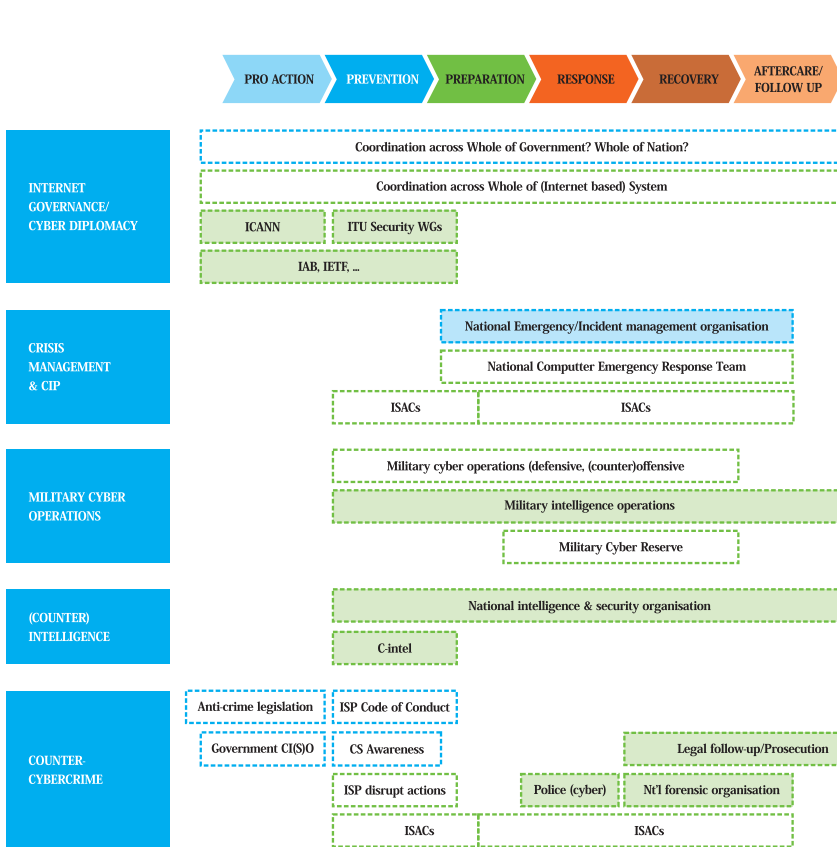 PRO ACTION
PREVENTION
PREPARATION
RESPONSE
RECOVERY
AFTERCARE/
FOLLOW UP
INTERNET
GOVERNANCE/
CYBER DIPLOMACY
Coordination across Whole of Government? Whole of Nation?
Coordination across Whole of (Internet based) System
ICANN
ITU Security WGs
IAB, IETF, ...
CRISIS
MANAGEMENT
& CIP
National Emergency/Incident management organisation
National Computter Emergency Response Team
ISACs
ISACs
MILITARY CYBER
OPERATIONS
Military cyber operations (defensive, (counter)offensive
Military intelligence operations
Military Cyber Reserve
(COUNTER)
INTELLIGENCE
National intelligence & security organisation
C-intel
COUNTER-
CYBERCRIME
Anti-crime legislation
ISP Code of Conduct
Government CI(S)O
CS Awareness
Legal follow-up/Prosecution
ISP disrupt actions
Police (cyber)
Nt'l forensic organisation
ISACs
ISACs